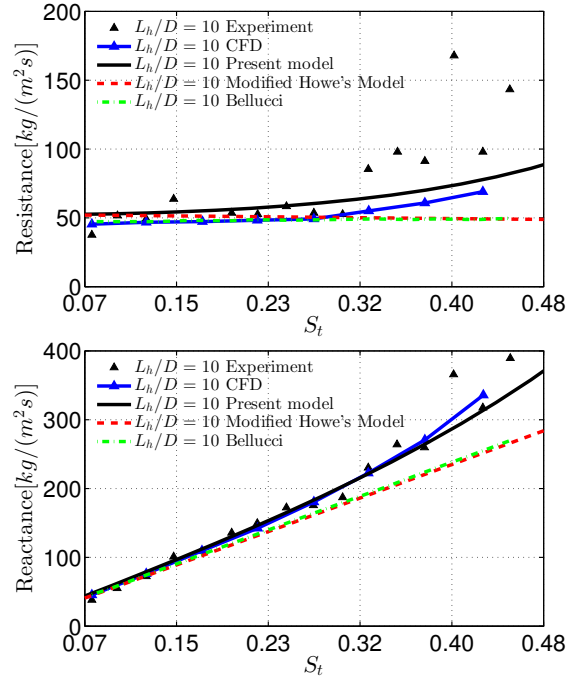 200
150
100
50
0
Resistance[kg/(m²s)]
L_h/D = 10 Experiment
L_h/D = 10 CFD
L_h/D = 10 Present model
L_h/D = 10 Modified Howe's Model
L_h/D = 10 Bellucci
0.07 0.15 0.23 0.32 0.40 0.48
S_t
400
300
200
100
0
Reactance[kg/(m²s)]
L_h/D = 10 Experiment
L_h/D = 10 CFD
L_h/D = 10 Present model
L_h/D = 10 Modified Howe's Model
L_h/D = 10 Bellucci
0.07 0.15 0.23 0.32 0.40 0.48
S_t